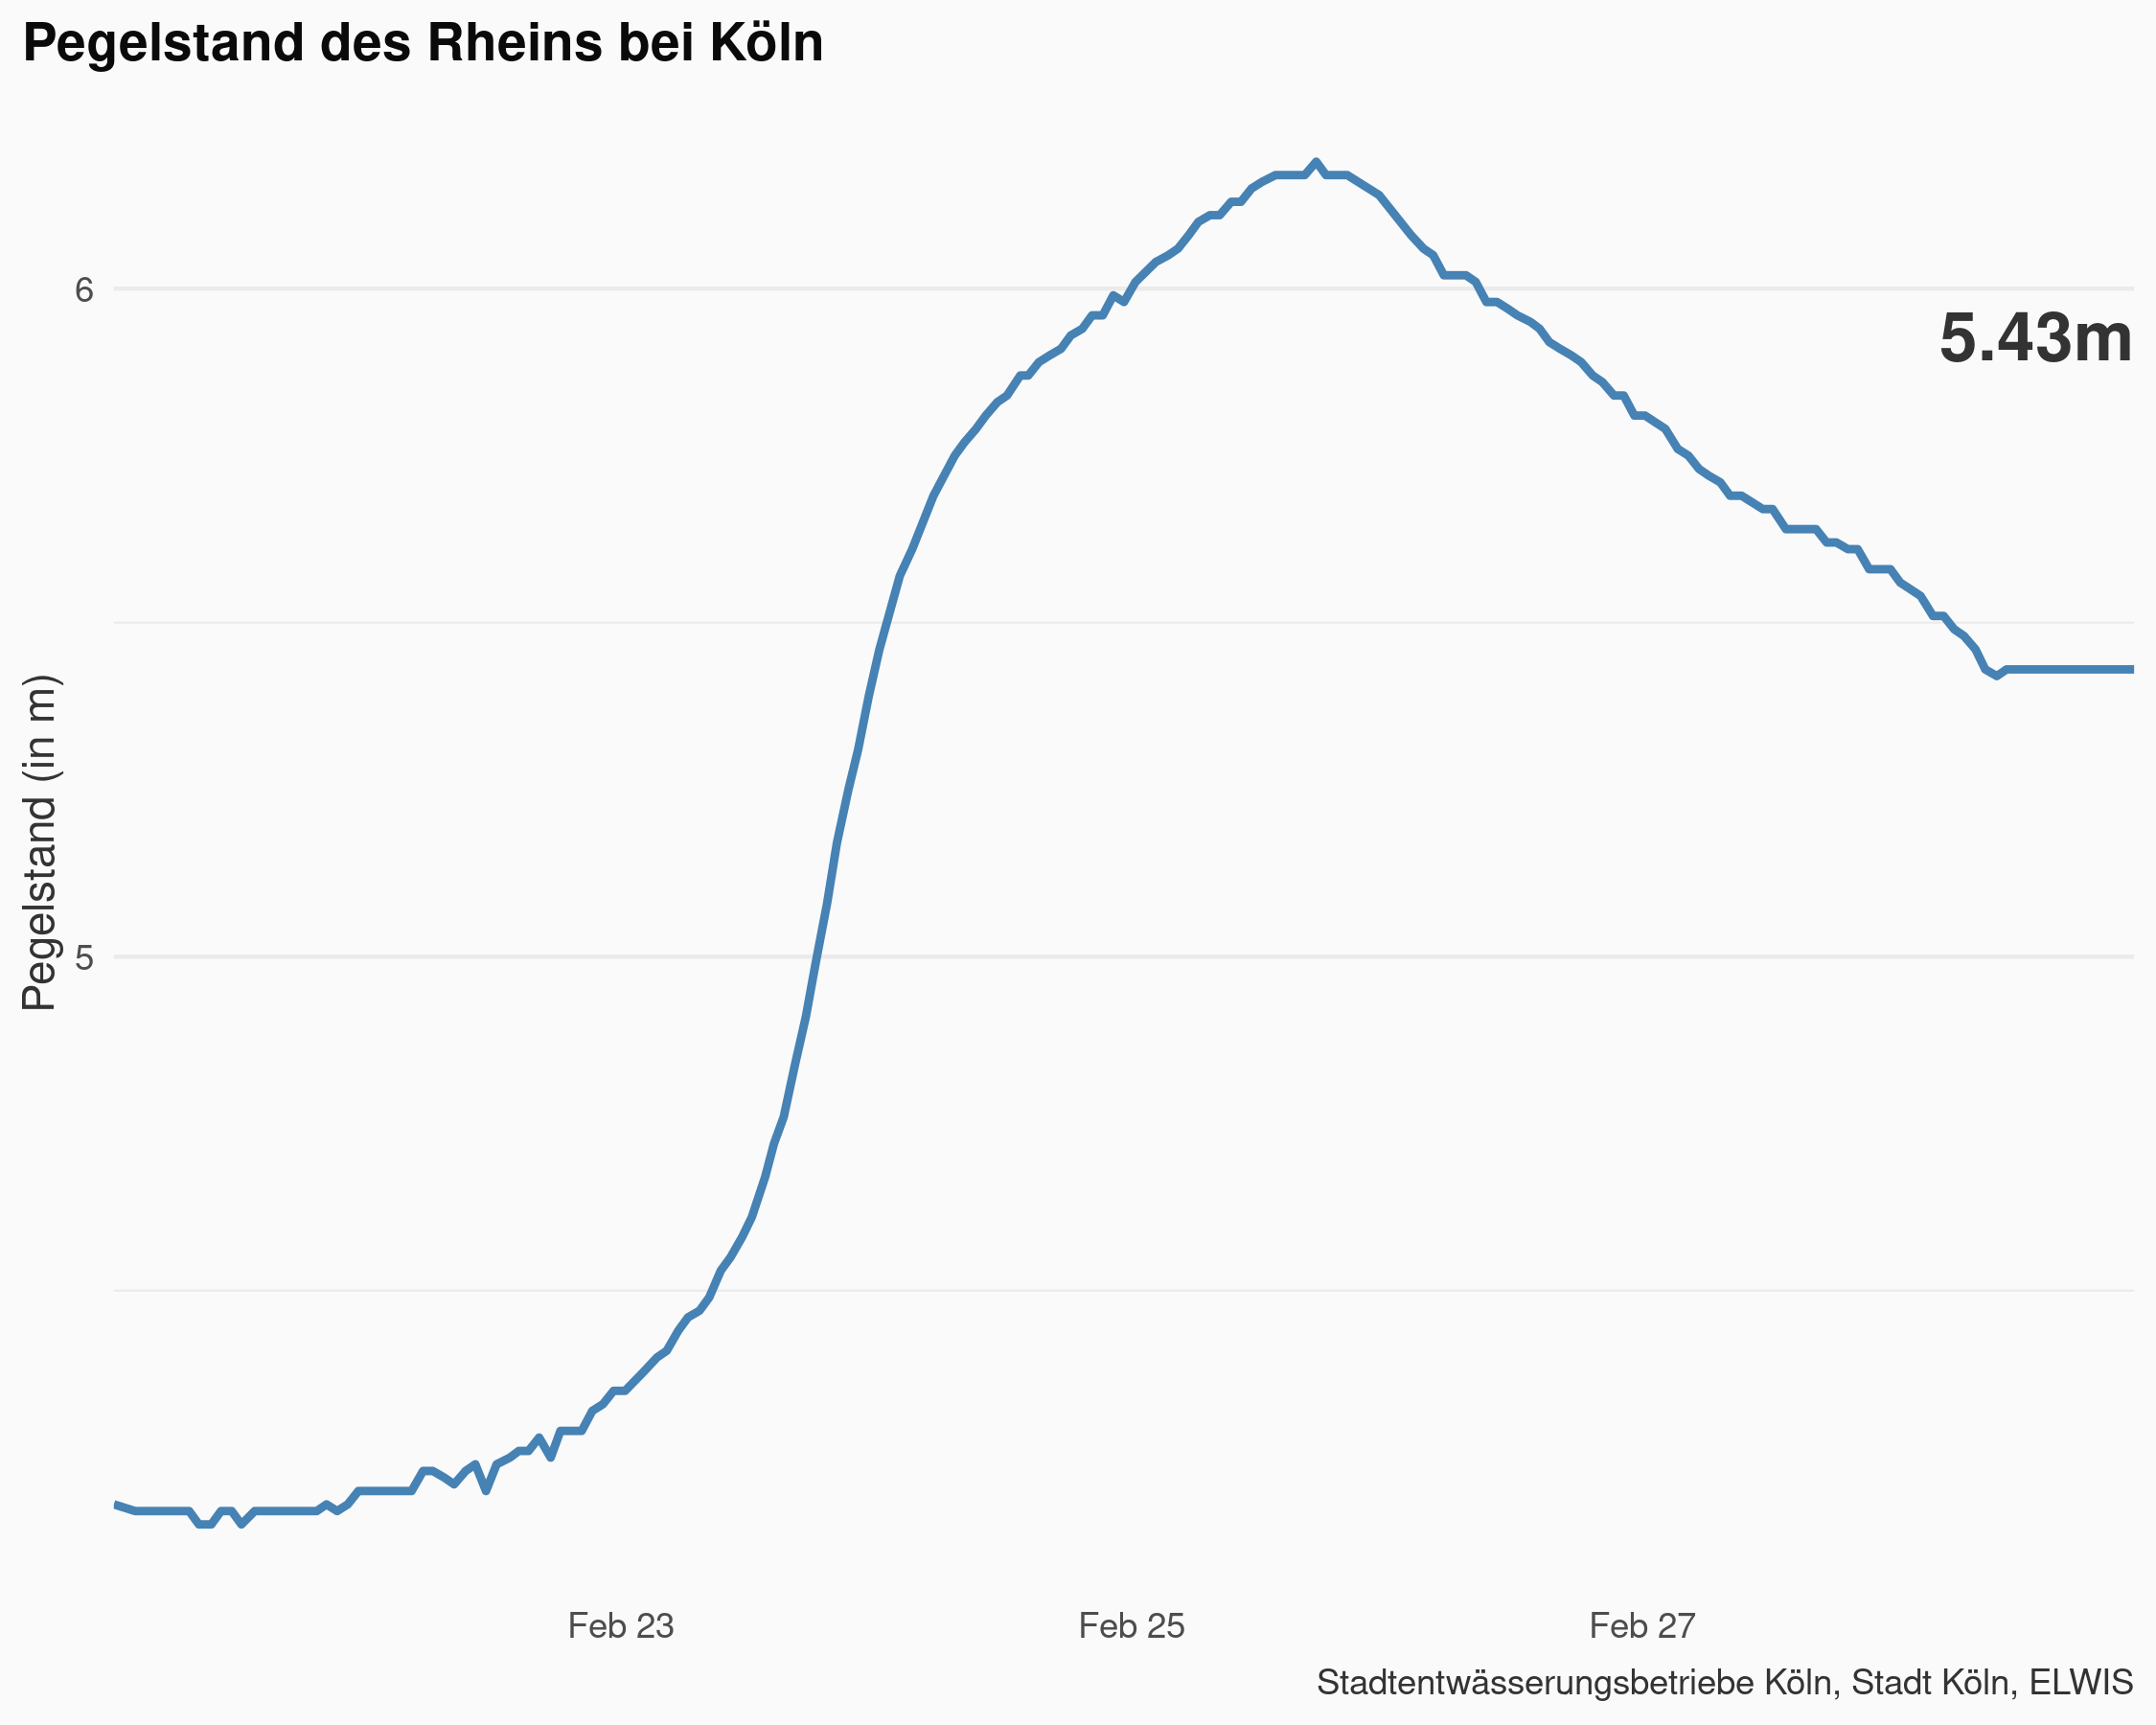 Pegelstand des Rheins bei Köln
6
5.43m
Pegelstand (in m)
5
Feb 23
Feb 25
Feb 27
Stadtentwässerungsbetriebe Köln, Stadt Köln, ELWIS